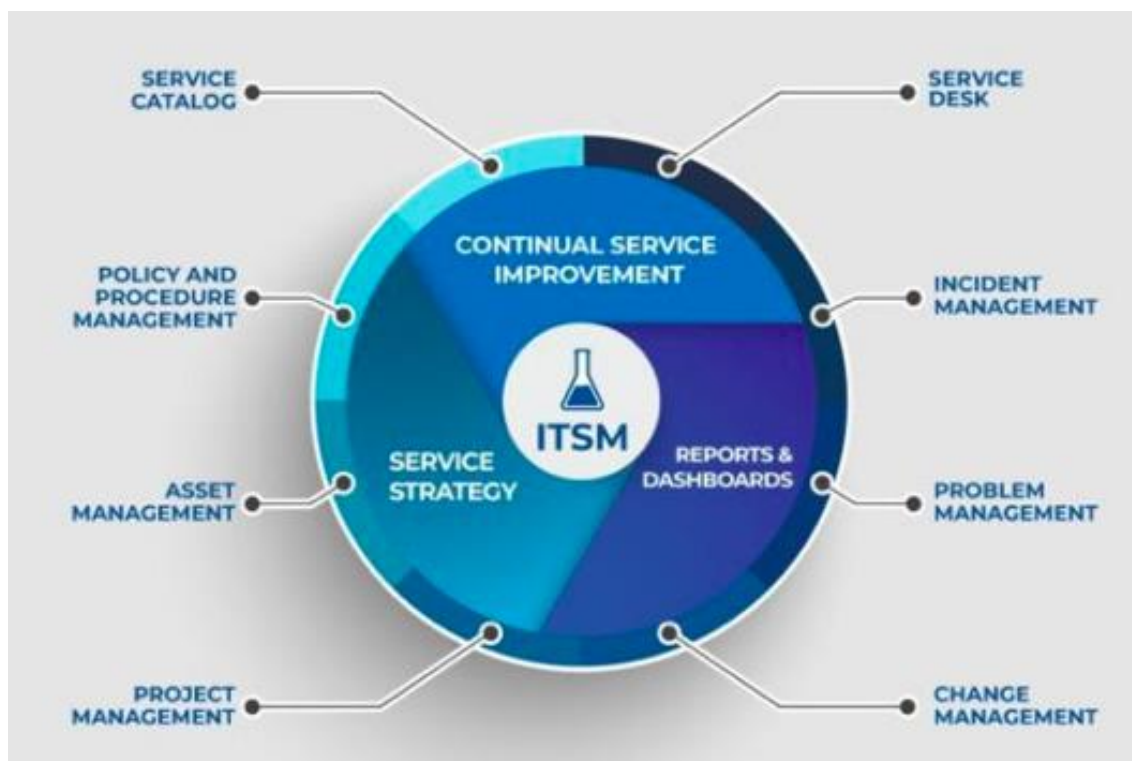 SERVICE
CATALOG
SERVICE
DESK
CONTINUAL SERVICE
IMPROVEMENT
POLICY AND
PROCEDURE
MANAGEMENT
INCIDENT
MANAGEMENT
ITSM
SERVICE
STRATEGY
REPORTS &
DASHBOARDS
ASSET
MANAGEMENT
PROBLEM
MANAGEMENT
PROJECT
MANAGEMENT
CHANGE
MANAGEMENT